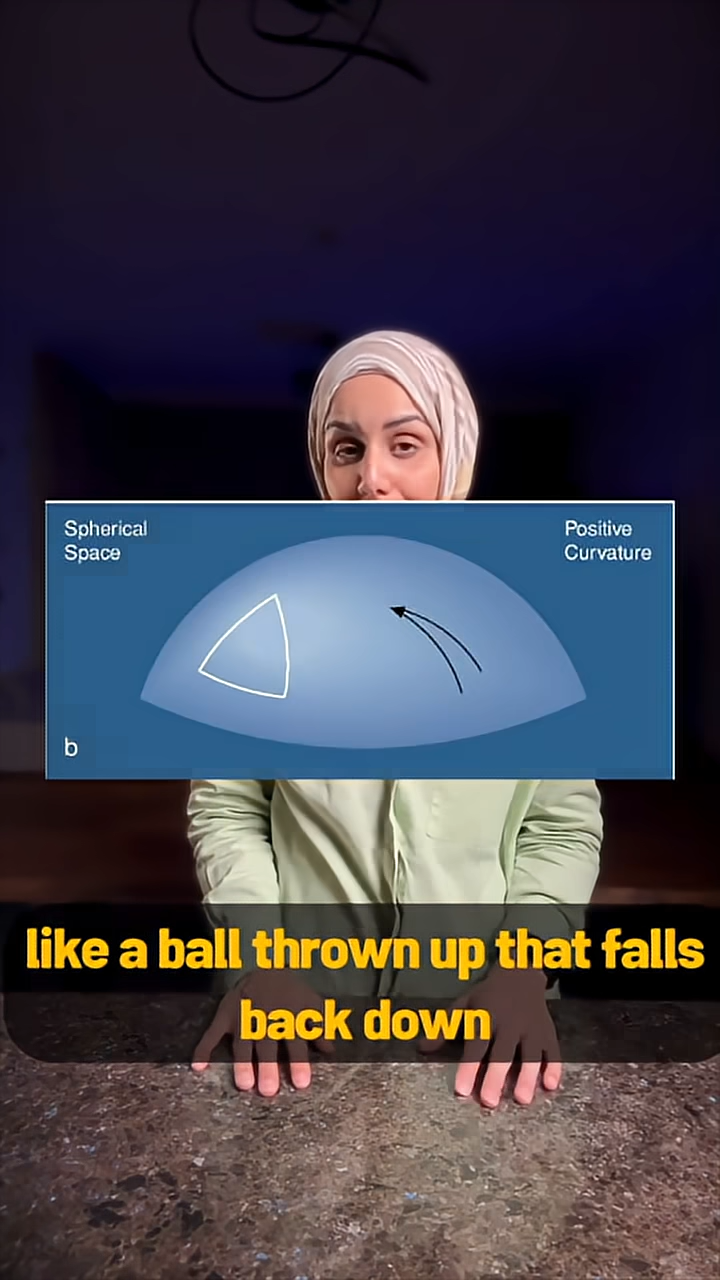 Spherical
Space
Positive
Curvature
b
like a ball thrown up that falls
back down